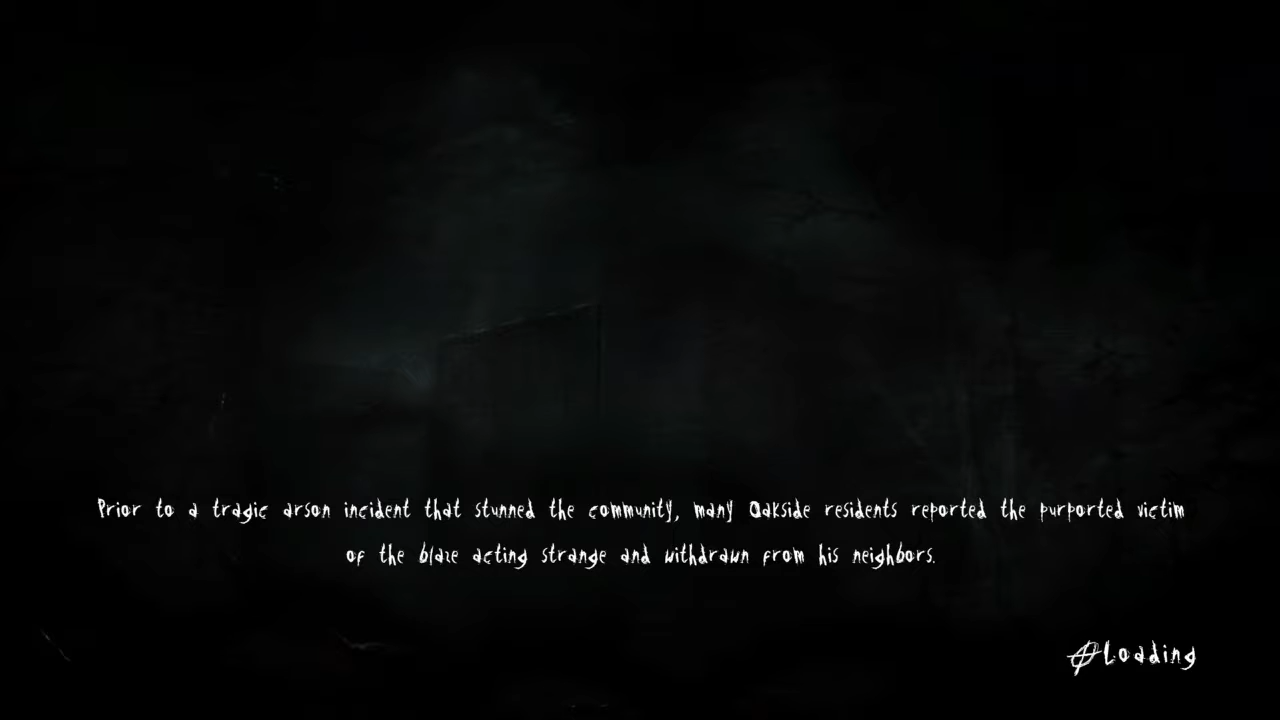 Prior to a tragic arson incident that stunned the community, many Oakside residents reported the purported victim
of the blaze acting strange and withdrawn from his neighbors.
Loading